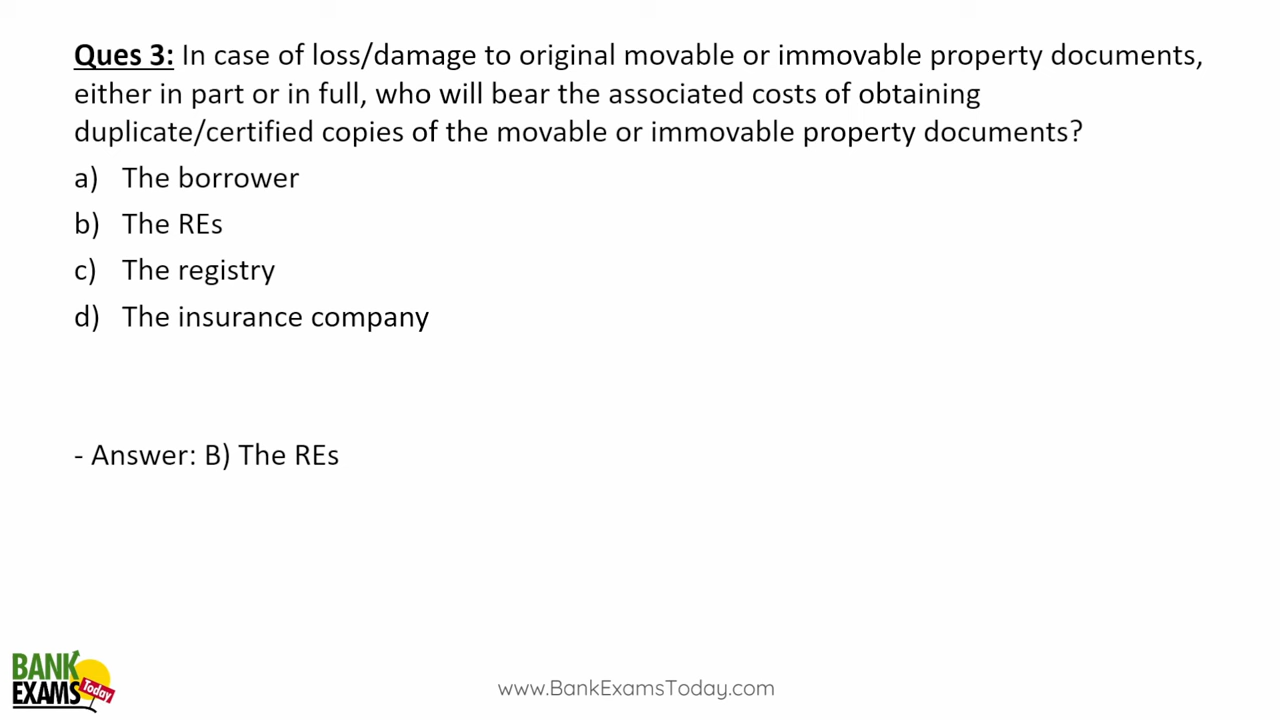 Ques 3: In case of loss/damage to original movable or immovable property documents,
either in part or in full, who will bear the associated costs of obtaining
duplicate/certified copies of the movable or immovable property documents?
a) The borrower
b) The REs
c) The registry
d) The insurance company
- Answer: B) The REs
BANK
EXAMS
Today
www.BankExamsToday.com